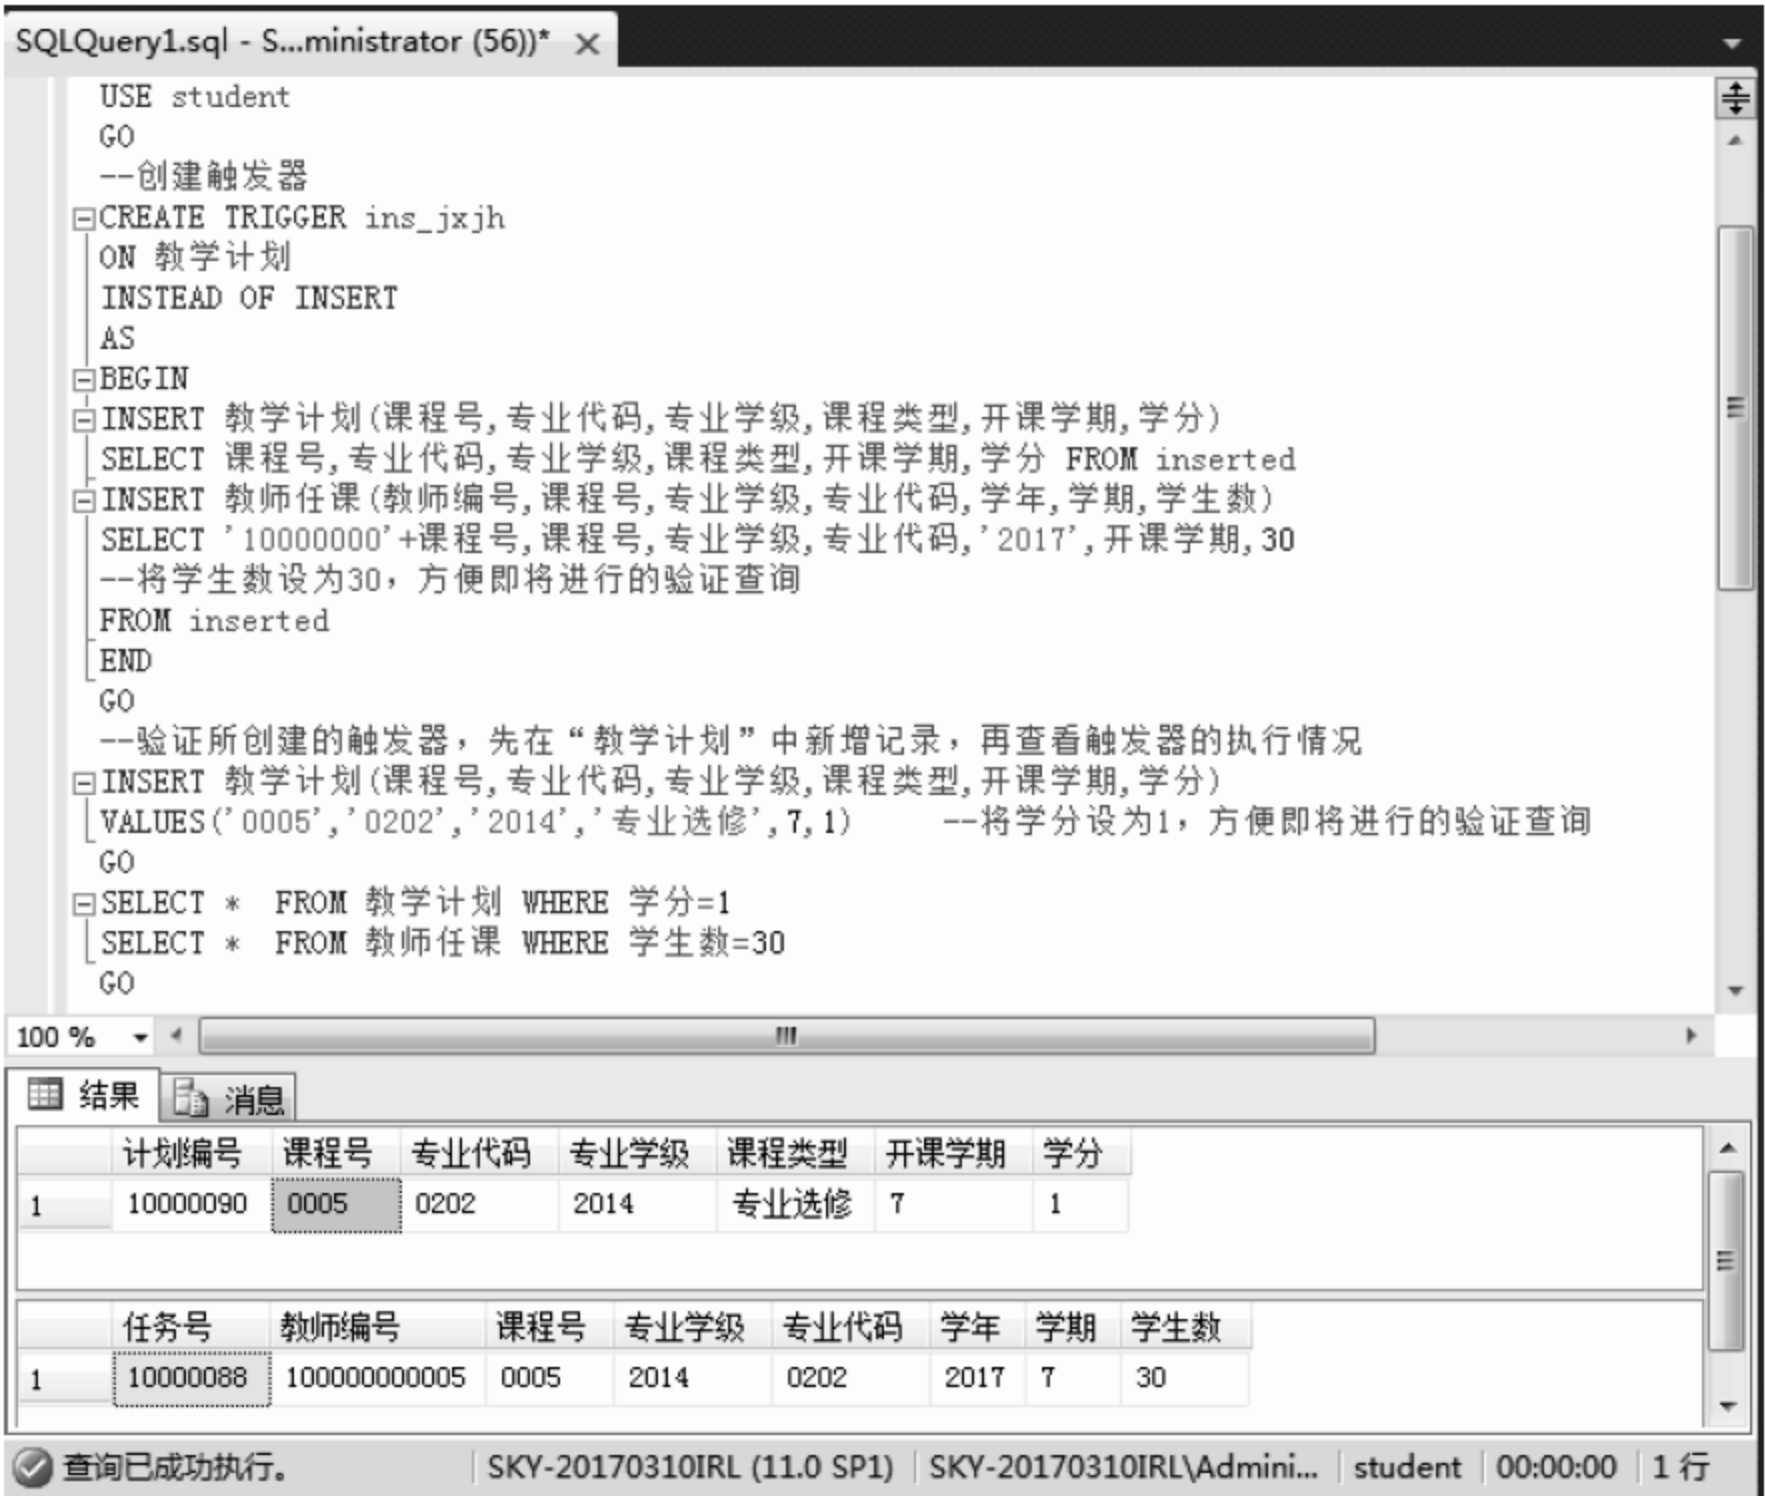 SQLQuery1.sql - S...ministrator (56))*
USE student
GO
--创建触发器
CREATE TRIGGER ins_jxjh
ON 教学计划
INSTEAD OF INSERT
AS
BEGIN
INSERT 教学计划(课程号,专业代码,专业学级,课程类型,开课学期,学分)
SELECT 课程号,专业代码,专业学级,课程类型,开课学期,学分 FROM inserted
INSERT 教师任课(教师编号,课程号,专业学级,专业代码,学年,学期,学生数)
SELECT '10000000'+课程号,课程号,专业学级,专业代码,'2017',开课学期,30
--将学生数设为30，方便即将进行的验证查询
FROM inserted
END
GO
--验证所创建的触发器，先在“教学计划”中新增记录，再查看触发器的执行情况
INSERT 教学计划(课程号,专业代码,专业学级,课程类型,开课学期,学分)
VALUES('0005','0202','2014','专业选修',7,1) --将学分设为1，方便即将进行的验证查询
GO
SELECT * FROM 教学计划 WHERE 学分=1
SELECT * FROM 教师任课 WHERE 学生数=30
GO
100 %
结果 消息
计划编号 课程号 专业代码 专业学级 课程类型 开课学期 学分
1 10000090 0005 0202 2014 专业选修 7 1
任务号 教师编号 课程号 专业学级 专业代码 学年 学期 学生数
1 10000088 100000000005 0005 2014 0202 2017 7 30
查询已成功执行。 SKY-20170310IRL (11.0 SP1) SKY-20170310IRL\Admini... student 00:00:00 1 行